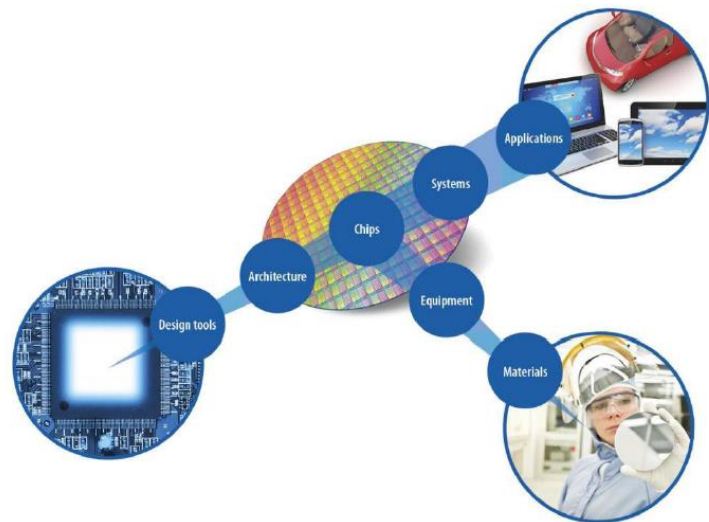 Applications
Systems
Chips
Architecture
Equipment
Design tools
Materials